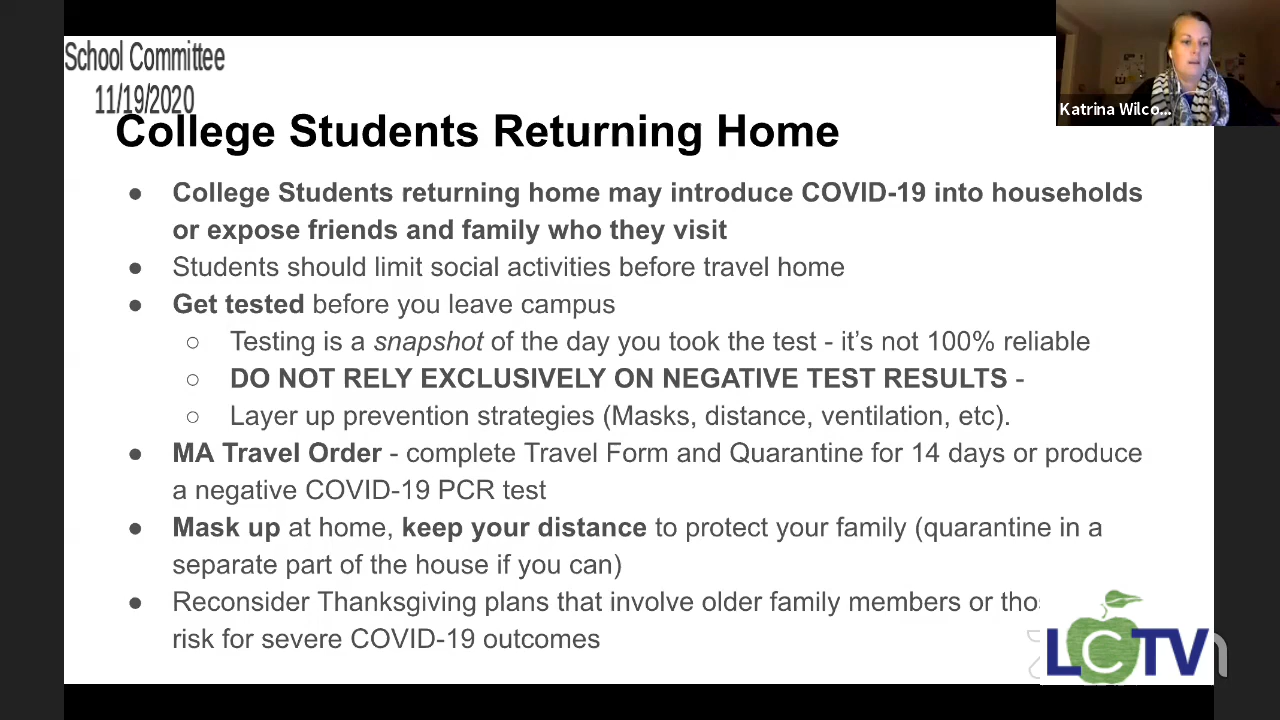 School Committee
11/19/2020
Katrina Wilco...
College Students Returning Home
● College Students returning home may introduce COVID-19 into households
or expose friends and family who they visit
● Students should limit social activities before travel home
● Get tested before you leave campus
○ Testing is a snapshot of the day you took the test - it’s not 100% reliable
○ DO NOT RELY EXCLUSIVELY ON NEGATIVE TEST RESULTS -
○ Layer up prevention strategies (Masks, distance, ventilation, etc).
● MA Travel Order - complete Travel Form and Quarantine for 14 days or produce
a negative COVID-19 PCR test
● Mask up at home, keep your distance to protect your family (quarantine in a
separate part of the house if you can)
● Reconsider Thanksgiving plans that involve older family members or
risk for severe COVID-19 outcomes
LCTV